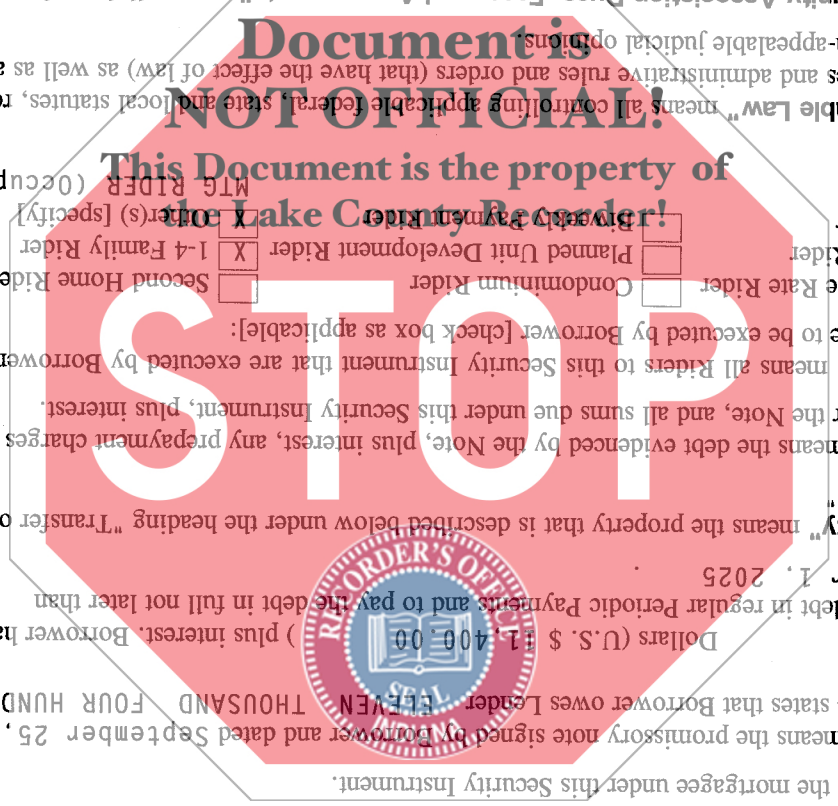 Document is
NOT OFFICIAL!
This Document is the property of
the Lake County Recorder!
STOP
RECORDER'S OFFICE
SEAL
INDIANA
the mortgagee under this Security Instrument.
means the promissory note signed by Borrower and dated September 25,
states that Borrower owes Lender ELEVEN THOUSAND FOUR HUND
Dollars (U.S. $ 11,400.00 ) plus interest. Borrower ha
debt in regular Periodic Payments and to pay the debt in full not later than
1, 2025 .
y" means the property that is described below under the heading "Transfer o
means the debt evidenced by the Note, plus interest, any prepayment charges
r the Note, and all sums due under this Security Instrument, plus interest.
means all Riders to this Security Instrument that are executed by Borrower
e to be executed by Borrower [check box as applicable]:
e Rate Rider Condominium Rider Second Home Ride
Rider Planned Unit Development Rider X 1-4 Family Rider
Biweekly Payment Rider X Other(s) [specify]
MTG RIDER (Occup
ble Law" means all controlling applicable federal, state and local statutes, re
s and administrative rules and orders (that have the effect of law) as well as a
-appealable judicial opinions.